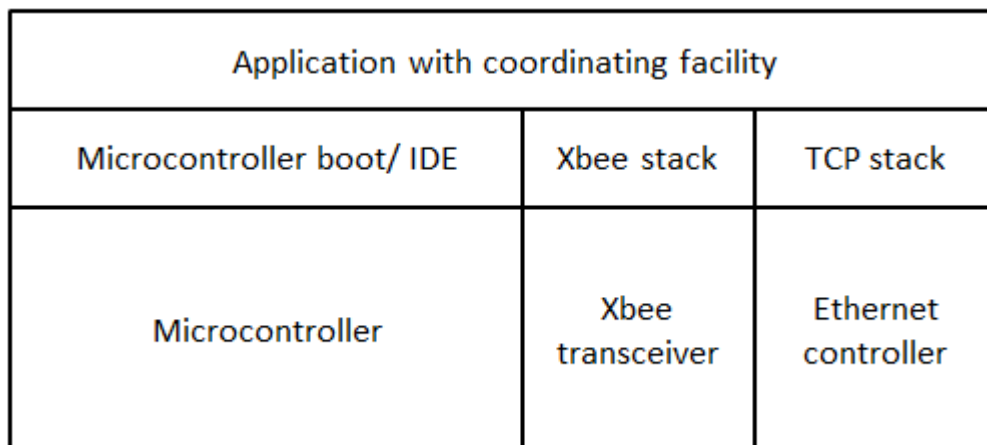 Application with coordinating facility
Microcontroller boot/ IDE
Xbee stack
TCP stack
Microcontroller
Xbee
transceiver
Ethernet
controller